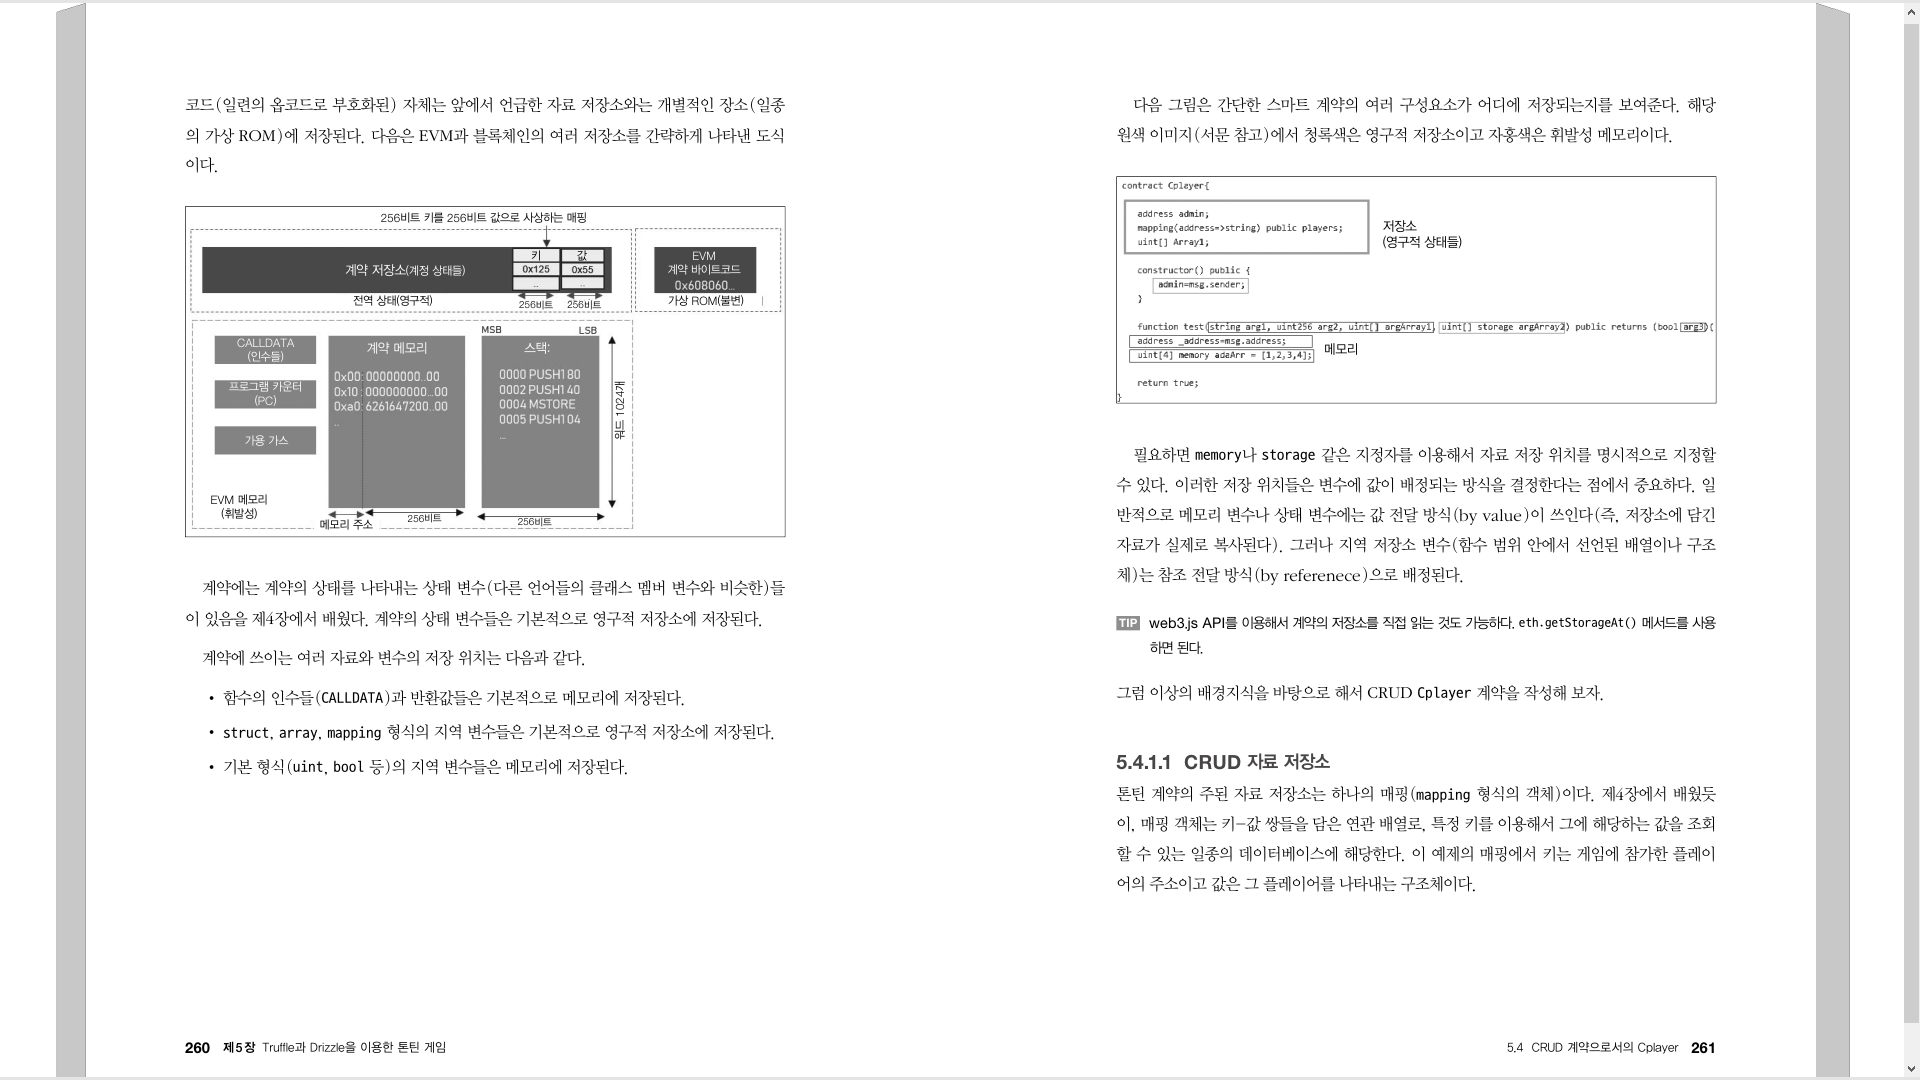 코드(일련의 옵코드로 부호화된) 자체는 앞에서 언급한 자료 저장소와는 개별적인 장소(일종
의 가상 ROM)에 저장된다. 다음은 EVM과 블록체인의 여러 저장소를 간략하게 나타낸 도식
이다.
256비트 키를 256비트 값으로 사상하는 매핑
계약 저장소(계정 상태들)
키 값
0x125 0x55
.. ..
전역 상태(영구적)
256비트 256비트
EVM
계약 바이트코드
0x608060...
가상 ROM(불변)
CALLDATA
(인수들)
프로그램 카운터
(PC)
가용 가스
EVM 메모리
(휘발성)
계약 메모리
0x00: 00000000..00
0x10 : 000000000...00
0xa0: 6261647200..00
..
메모리 주소
256비트
MSB LSB
스택:
0000 PUSH1 80
0002 PUSH1 40
0004 MSTORE
0005 PUSH1 04
...
256비트
워드 1024개
계약에는 계약의 상태를 나타내는 상태 변수(다른 언어들의 클래스 멤버 변수와 비슷한)들
이 있음을 제4장에서 배웠다. 계약의 상태 변수들은 기본적으로 영구적 저장소에 저장된다.
계약에 쓰이는 여러 자료와 변수의 저장 위치는 다음과 같다.
• 함수의 인수들(CALLDATA)과 반환값들은 기본적으로 메모리에 저장된다.
• struct, array, mapping 형식의 지역 변수들은 기본적으로 영구적 저장소에 저장된다.
• 기본 형식(uint, bool 등)의 지역 변수들은 메모리에 저장된다.
260 제5장 Truffle과 Drizzle을 이용한 톤틴 게임
다음 그림은 간단한 스마트 계약의 여러 구성요소가 어디에 저장되는지를 보여준다. 해당
원색 이미지(서문 참고)에서 청록색은 영구적 저장소이고 자홍색은 휘발성 메모리이다.
contract Cplayer{
address admin;
mapping(address=>string) public players;
uint[] Array1;
저장소
(영구적 상태들)
constructor() public {
admin=msg.sender;
}
function test(string arg1, uint256 arg2, uint[] argArray1, uint[] storage argArray2) public returns (bool arg3){
address _address=msg.address;
uint[4] memory adaArr = [1,2,3,4];
메모리
return true;
}
필요하면 memory나 storage 같은 지정자를 이용해서 자료 저장 위치를 명시적으로 지정할
수 있다. 이러한 저장 위치들은 변수에 값이 배정되는 방식을 결정한다는 점에서 중요하다. 일
반적으로 메모리 변수나 상태 변수에는 값 전달 방식(by value)이 쓰인다(즉, 저장소에 담긴
자료가 실제로 복사된다). 그러나 지역 저장소 변수(함수 범위 안에서 선언된 배열이나 구조
체)는 참조 전달 방식(by referenece)으로 배정된다.
TIP web3.js API를 이용해서 계약의 저장소를 직접 읽는 것도 가능하다. eth.getStorageAt() 메서드를 사용
하면 된다.
그럼 이상의 배경지식을 바탕으로 해서 CRUD Cplayer 계약을 작성해 보자.
5.4.1.1 CRUD 자료 저장소
톤틴 계약의 주된 자료 저장소는 하나의 매핑(mapping 형식의 객체)이다. 제4장에서 배웠듯
이, 매핑 객체는 키–값 쌍들을 담은 연관 배열로, 특정 키를 이용해서 그에 해당하는 값을 조회
할 수 있는 일종의 데이터베이스에 해당한다. 이 예제의 매핑에서 키는 게임에 참가한 플레이
어의 주소이고 값은 그 플레이어를 나타내는 구조체이다.
5.4 CRUD 계약으로서의 Cplayer 261